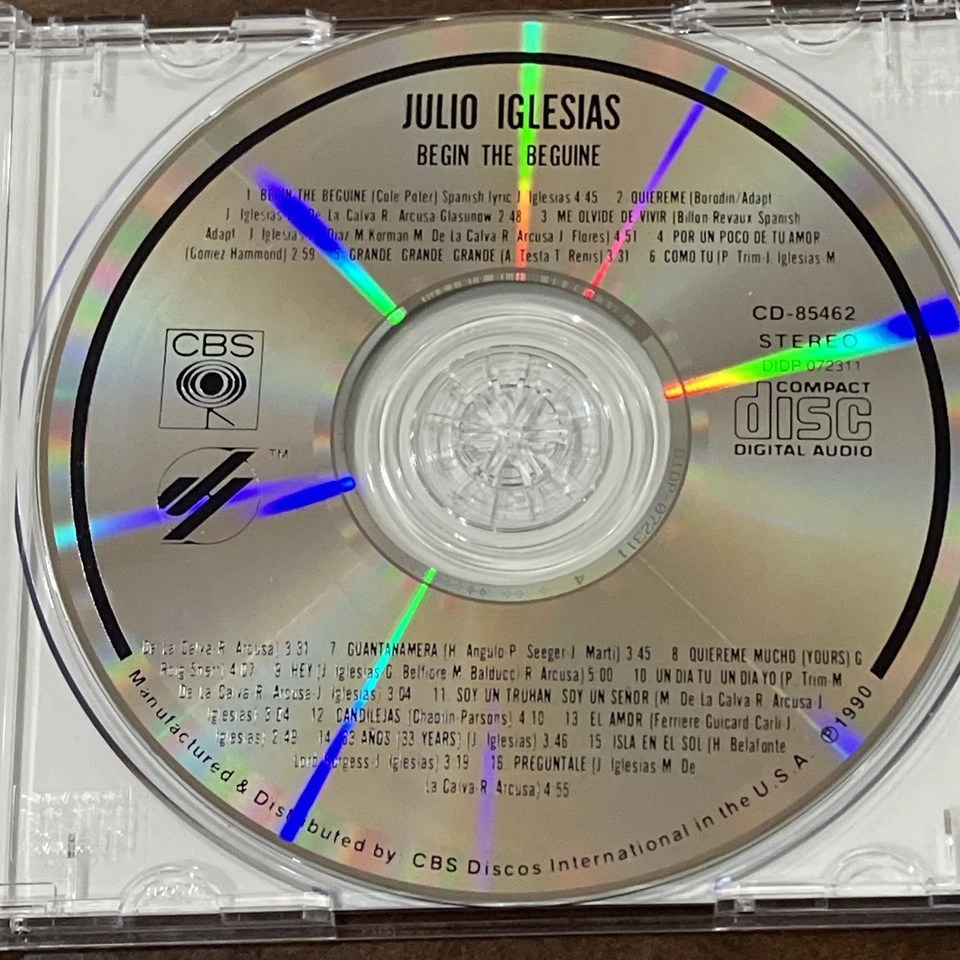 JULIO IGLESIAS
BEGIN THE BEGUINE
1 BEGIN THE BEGUINE (Cole Poter) Spanish lyric J Iglesias 4 45 2 QUIEREME (Borodin/Adapt
J Iglesias De La Calva R Arcusa Glasunow 2 48 3 ME OLVIDE DE VIVIR (Billon-Revaux Spanish
Adapt J Iglesias Diaz M Korman M De La Calva-R Arcusa J Flores) 4 51 4 POR UN POCO DE TU AMOR
(Gomez-Hammond) 2 59 5 GRANDE GRANDE GRANDE (A Testa T Renis) 3.31 6 COMO TU (P Trim-J Iglesias-M
CBS
TM
CD-85462
STEREO
DIDP 072311
COMPACT
disc
DIGITAL AUDIO
DIDP-072311
4
De La Calva-R Arcusa) 3 31 7 GUANTANAMERA (H Angulo-P Seeger-J Marti) 3 45 8 QUIEREME MUCHO (YOURS) G
Roig-Sherr) 4 07 9 HEY (J Iglesias-G Belfiore-M Balducci R Arcusa) 5:00 10. UN DIA TU UN DIA YO (P. Trim-M
De La Calva-R Arcusa-J Iglesias) 3 04 11. SOY UN TRUHAN, SOY UN SEÑOR (M. De La Calva-R Arcusa-J
Iglesias) 3 04 12 CANDILEJAS (Chaplin-Parsons) 4 10 13 EL AMOR (Ferriere Guicard-Carli J
Iglesias) 2 49 14 33 AÑOS (33 YEARS) (J Iglesias) 3.46 15. ISLA EN EL SOL (H Belafonte
Lord Burgess-J Iglesias) 3 19 16. PREGUNTALE (J Iglesias M De
La Calva-R Arcusa) 4 55
Manufactured & Distributed by CBS Discos International in the U.S.A. ℗1990